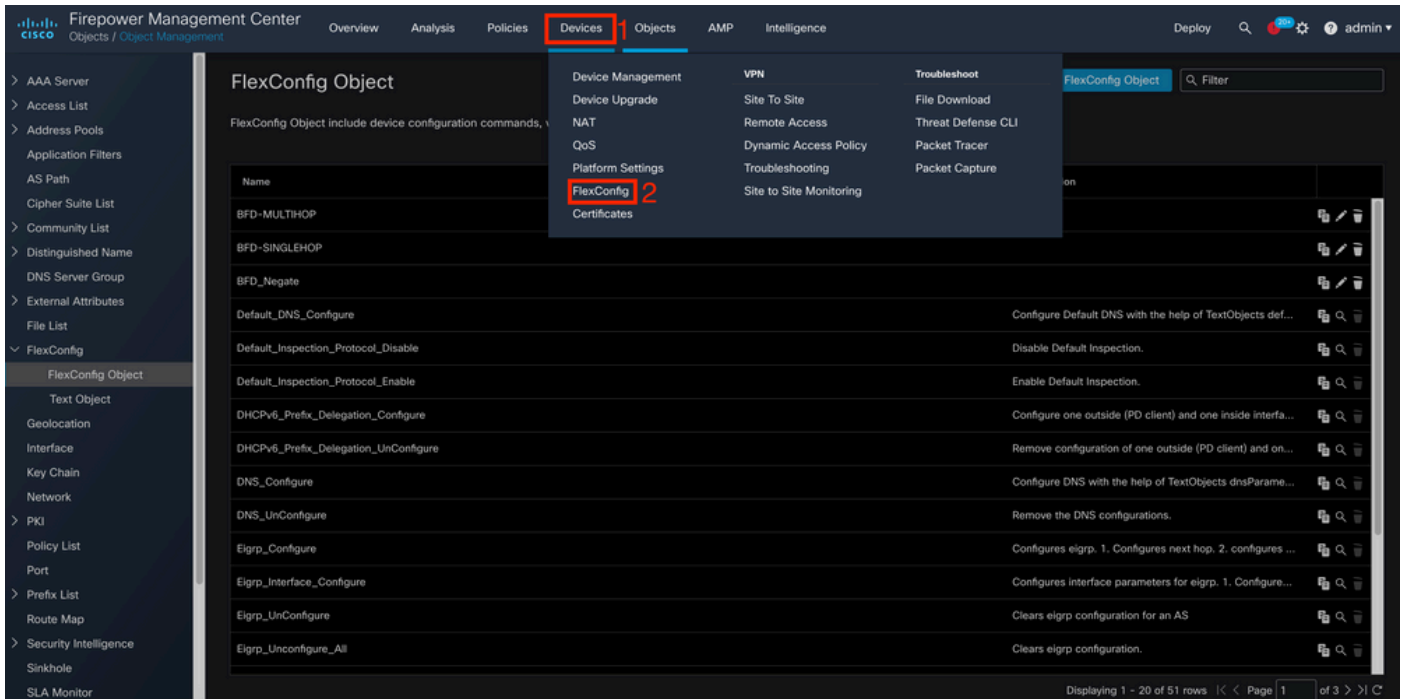 Firepower Management Center
CISCO Objects / Object Management
Overview Analysis Policies Devices 1 Objects AMP Intelligence Deploy 20+ admin
Device Management
Device Upgrade
NAT
QoS
Platform Settings
FlexConfig 2
Certificates
VPN
Site To Site
Remote Access
Dynamic Access Policy
Troubleshooting
Site to Site Monitoring
Troubleshoot
File Download
Threat Defense CLI
Packet Tracer
Packet Capture
AAA Server
Access List
Address Pools
Application Filters
AS Path
Cipher Suite List
Community List
Distinguished Name
DNS Server Group
External Attributes
File List
FlexConfig
FlexConfig Object
Text Object
Geolocation
Interface
Key Chain
Network
PKI
Policy List
Port
Prefix List
Route Map
Security Intelligence
Sinkhole
SLA Monitor
FlexConfig Object
FlexConfig Object Filter
FlexConfig Object include device configuration commands,
Name on
BFD-MULTIHOP
BFD-SINGLEHOP
BFD_Negate
Default_DNS_Configure Configure Default DNS with the help of TextObjects def...
Default_Inspection_Protocol_Disable Disable Default Inspection.
Default_Inspection_Protocol_Enable Enable Default Inspection.
DHCPv6_Prefix_Delegation_Configure Configure one outside (PD client) and one inside interfa...
DHCPv6_Prefix_Delegation_UnConfigure Remove configuration of one outside (PD client) and on...
DNS_Configure Configure DNS with the help of TextObjects dnsParame...
DNS_UnConfigure Remove the DNS configurations.
Eigrp_Configure Configures eigrp. 1. Configures next hop. 2. configures ...
Eigrp_Interface_Configure Configures interface parameters for eigrp. 1. Configure...
Eigrp_UnConfigure Clears eigrp configuration for an AS
Eigrp_Unconfigure_All Clears eigrp configuration.
Displaying 1 - 20 of 51 rows Page 1 of 3